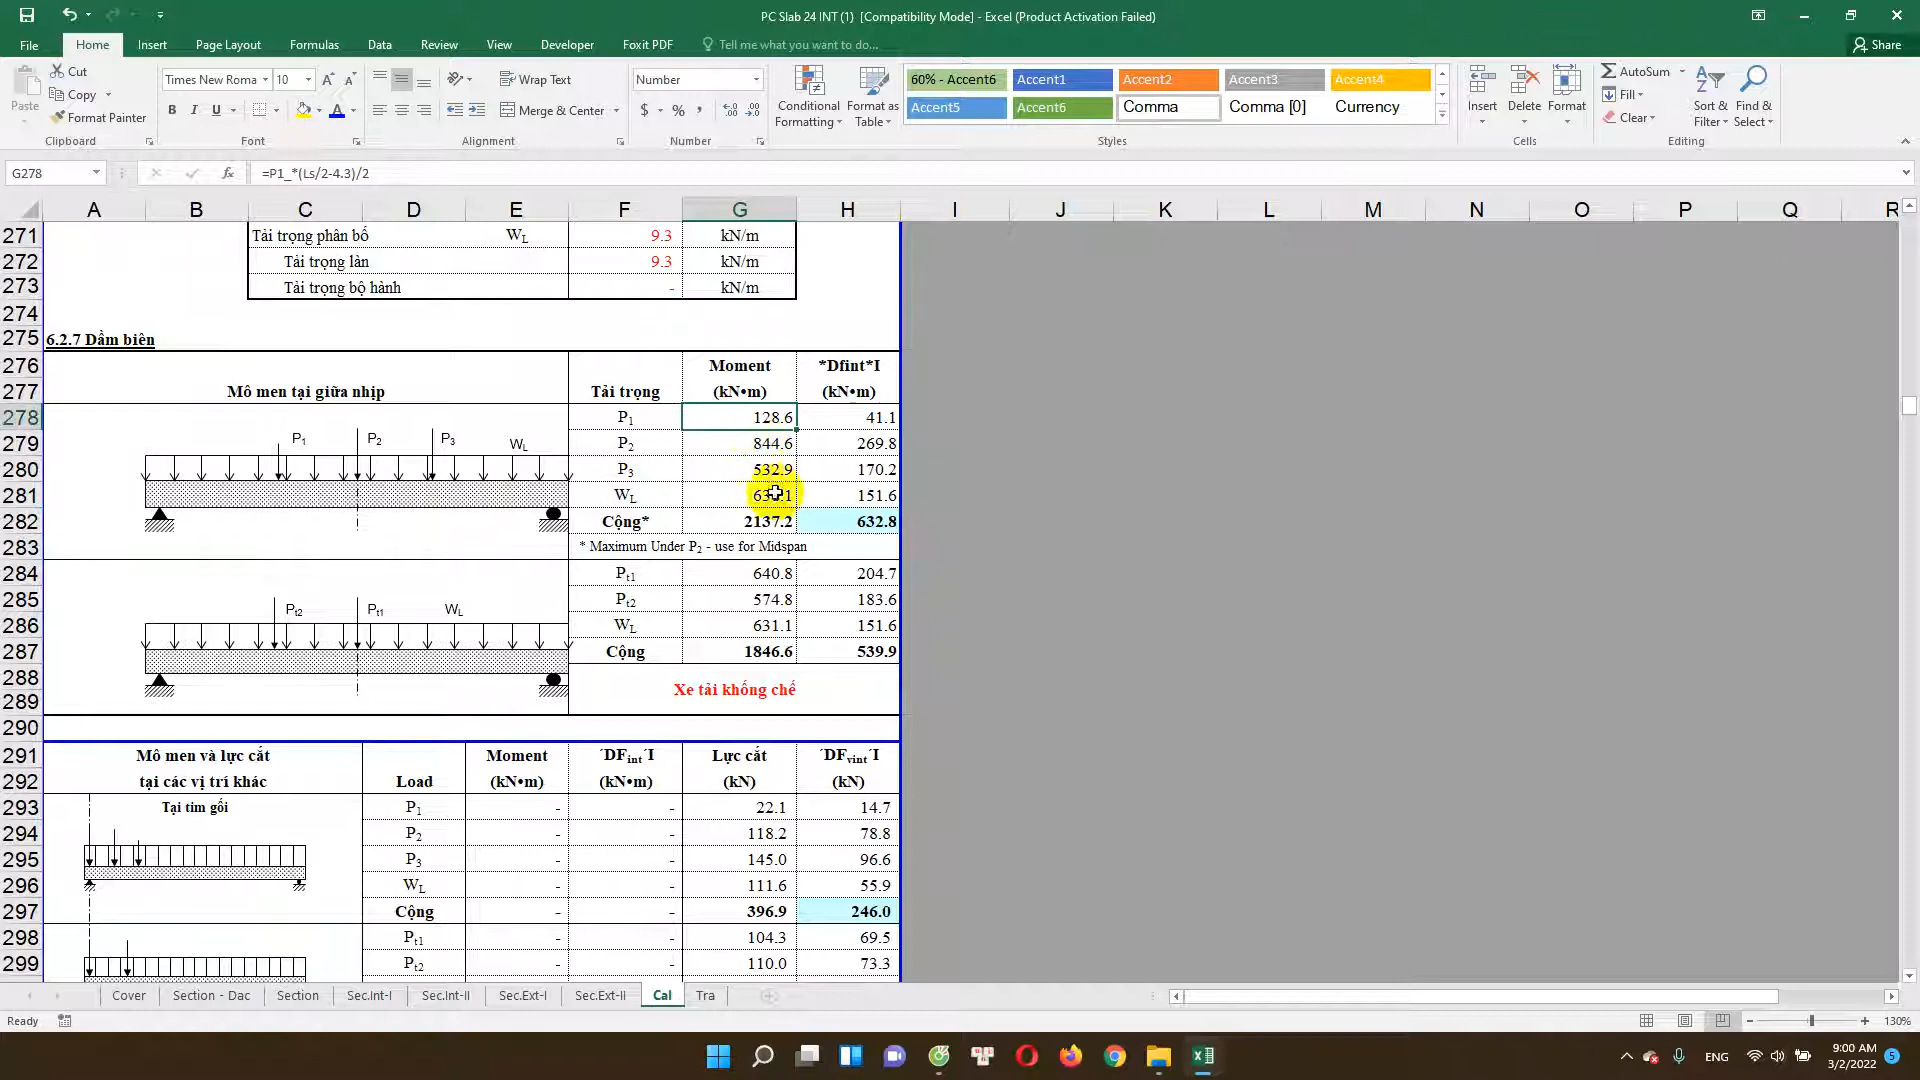 PC Slab 24 INT (1) [Compatibility Mode] - Excel (Product Activation Failed)
File Home Insert Page Layout Formulas Data Review View Developer Foxit PDF Tell me what you want to do... Share
Cut
Copy
Format Painter
Paste
Clipboard
Times New Roma 10
B I U
Font
Wrap Text
Merge & Center
Alignment
Number
$ % ,
Number
Conditional Formatting
Format as Table
60% - Accent6 Accent1 Accent2 Accent3 Accent4
Accent5 Accent6 Comma Comma [0] Currency
Styles
Insert Delete Format
Cells
AutoSum
Fill
Clear
Sort & Filter
Find & Select
Editing
G278 fx =P1_*(Ls/2-4.3)/2
A B C D E F G H I J K L M N O P Q R
271 Tải trọng phân bố WL 9.3 kN/m
272 Tải trọng làn 9.3 kN/m
273 Tải trọng bộ hành - kN/m
274
275 6.2.7 Dầm biên
276 Moment *Dfint*I
277 Mô men tại giữa nhịp Tải trọng (kN•m) (kN•m)
278 P1 128.6 41.1
279 P1 P2 P3 WL P2 844.6 269.8
280 P3 532.9 170.2
281 WL 151.6
282 Cộng* 2137.2 632.8
283 * Maximum Under P2 - use for Midspan
284 Pt1 640.8 204.7
285 Pt2 Pt1 WL Pt2 574.8 183.6
286 WL 631.1 151.6
287 Cộng 1846.6 539.9
288 Xe tải khống chế
289
290
291 Mô men và lực cắt Moment ´DFint´I Lực cắt ´DFvint´I
292 tại các vị trí khác Load (kN•m) (kN•m) (kN) (kN)
293 Tại tim gối P1 - - 22.1 14.7
294 P2 - - 118.2 78.8
295 P3 - - 145.0 96.6
296 WL - - 111.6 55.9
297 Cộng - - 396.9 246.0
298 Pt1 - - 104.3 69.5
299 Pt2 - - 110.0 73.3
Cover Section - Dac Section Sec.Int-I Sec.Int-II Sec.Ext-I Sec.Ext-II Cal Tra
Ready 130%
ENG 9:00 AM
3/2/2022 5